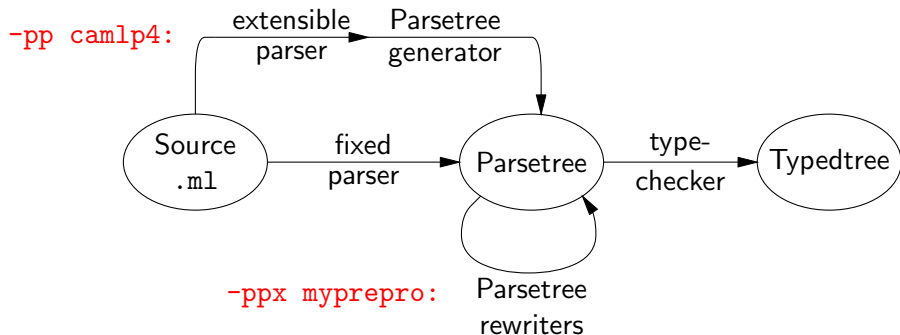 -pp camlp4:
extensible
parser
Parsetree
generator
Source
.ml
fixed
parser
Parsetree
type-
checker
Typedtree
-ppx myprepro:
Parsetree
rewriters